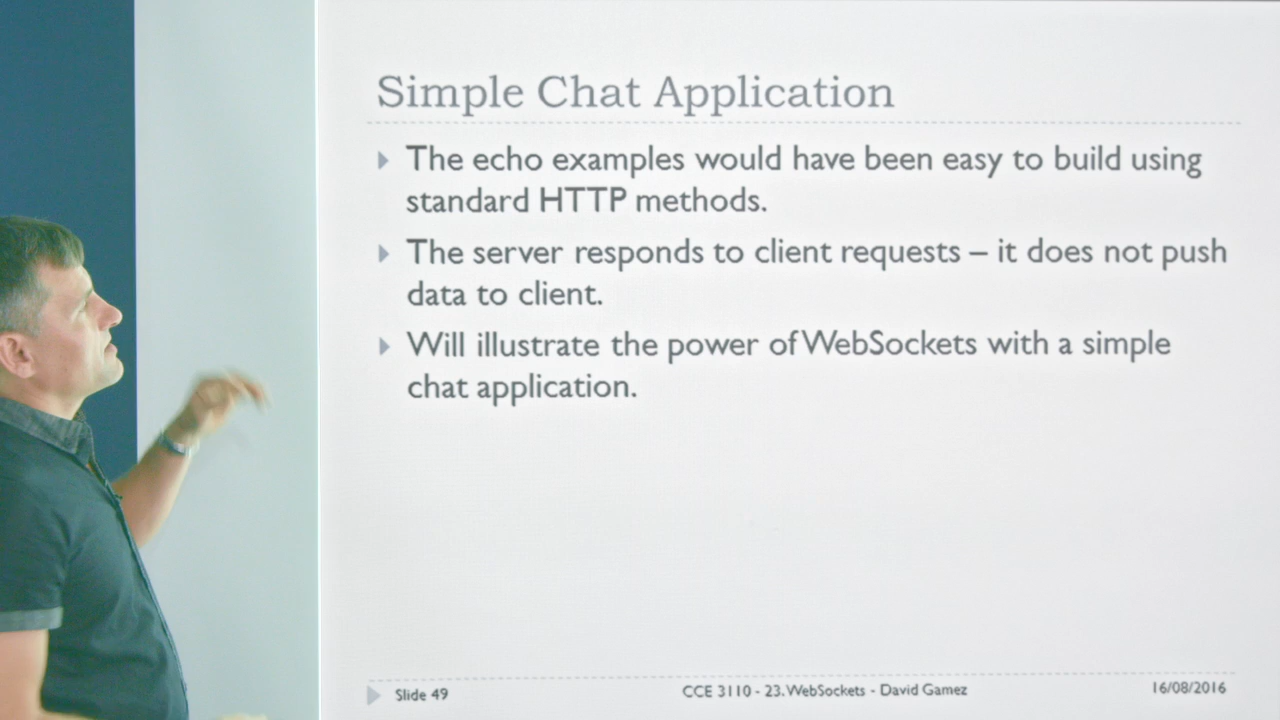 Simple Chat Application
The echo examples would have been easy to build using
standard HTTP methods.
The server responds to client requests – it does not push
data to client.
Will illustrate the power of WebSockets with a simple
chat application.
Slide 49
CCE 3110 - 23. WebSockets - David Gamez
16/08/2016